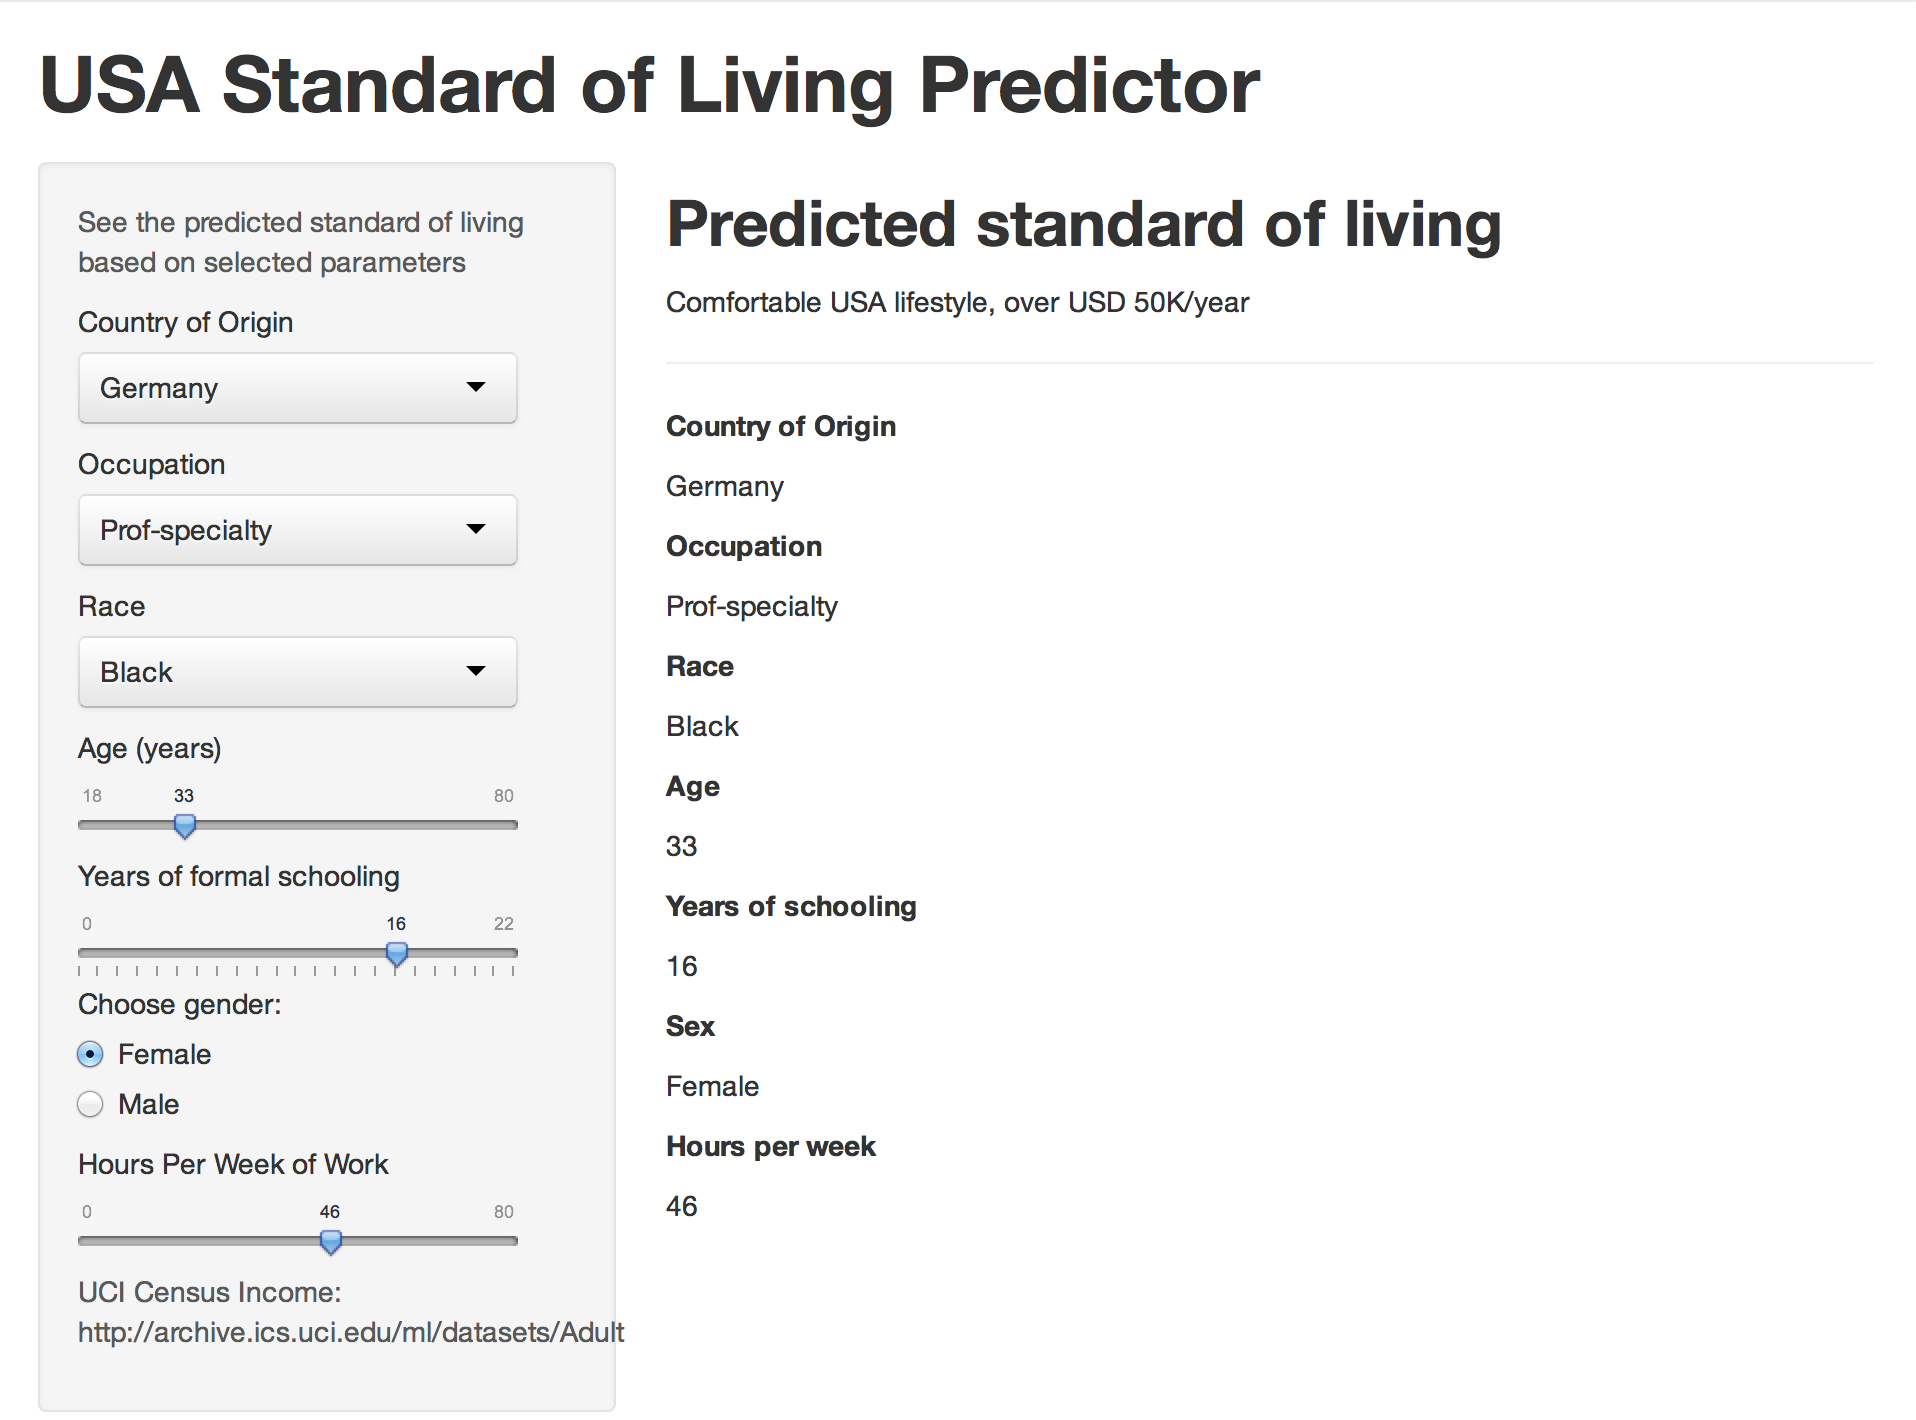 USA Standard of Living Predictor
See the predicted standard of living
based on selected parameters
Country of Origin
Germany
Occupation
Prof-specialty
Race
Black
Age (years)
18 33 80
Years of formal schooling
0 16 22
Choose gender:
Female
Male
Hours Per Week of Work
0 46 80
UCI Census Income:
http://archive.ics.uci.edu/ml/datasets/Adult
Predicted standard of living
Comfortable USA lifestyle, over USD 50K/year
Country of Origin
Germany
Occupation
Prof-specialty
Race
Black
Age
33
Years of schooling
16
Sex
Female
Hours per week
46